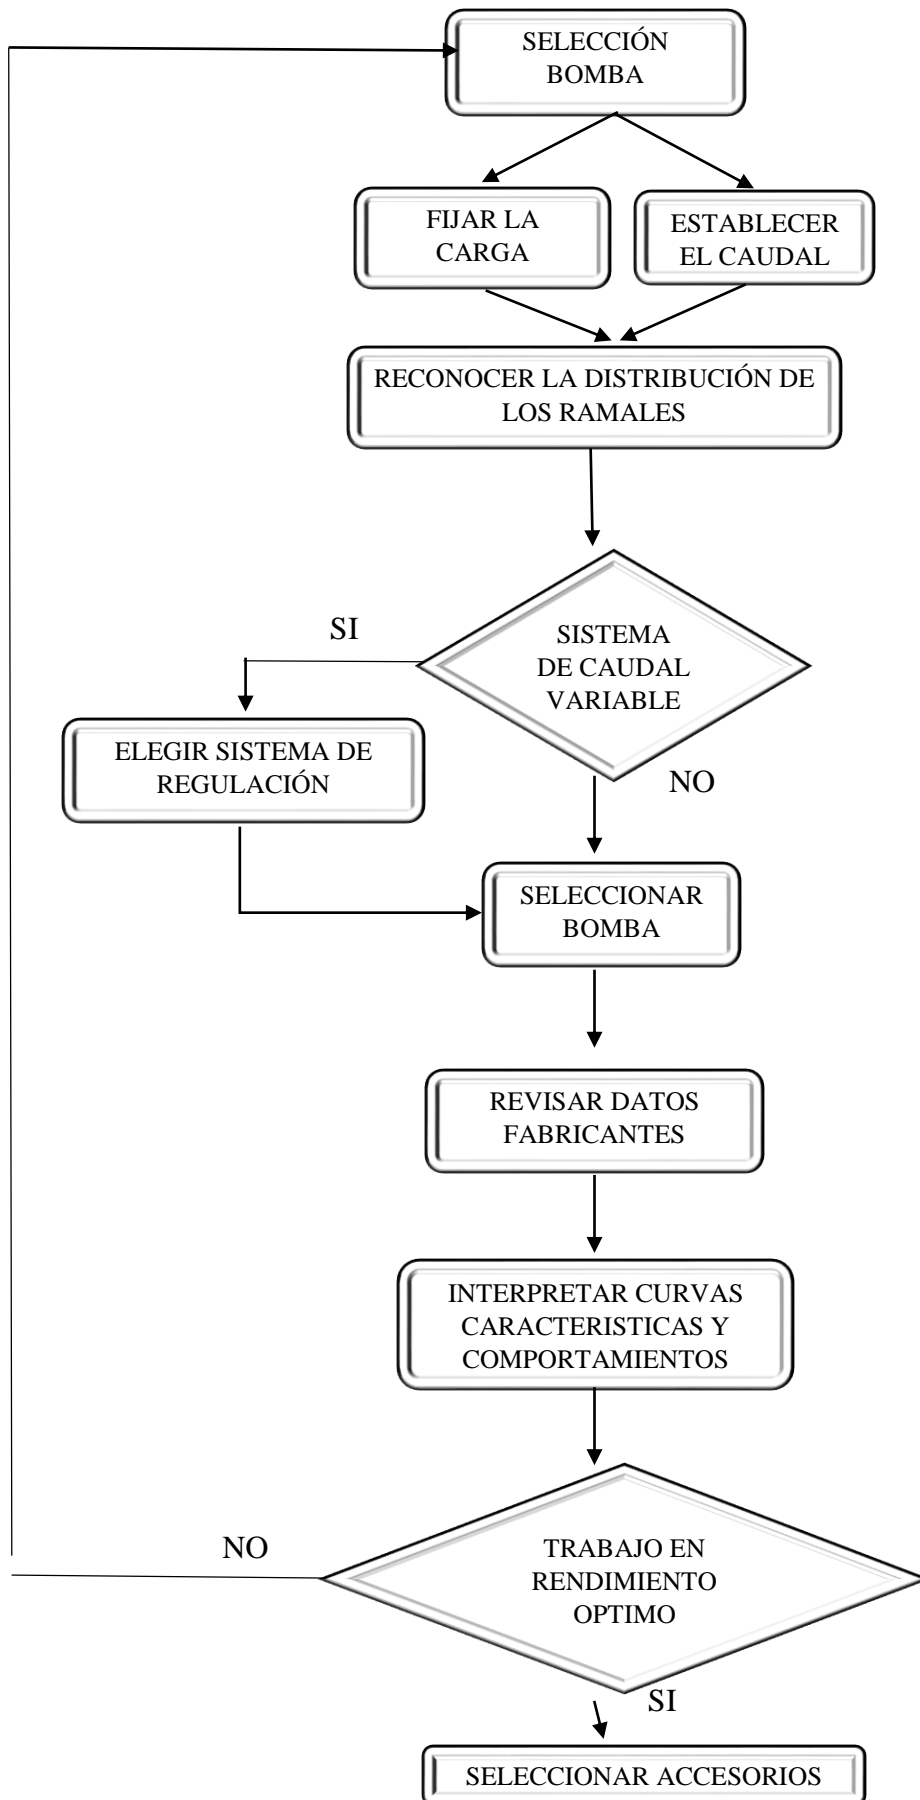 SELECCIÓN
BOMBA
FIJAR LA
CARGA
ESTABLECER
EL CAUDAL
RECONOCER LA DISTRIBUCIÓN DE
LOS RAMALES
SI
SISTEMA
DE CAUDAL
VARIABLE
ELEGIR SISTEMA DE
REGULACIÓN
NO
SELECCIONAR
BOMBA
REVISAR DATOS
FABRICANTES
INTERPRETAR CURVAS
CARACTERISTICAS Y
COMPORTAMIENTOS
NO
TRABAJO EN
RENDIMIENTO
OPTIMO
SI
SELECCIONAR ACCESORIOS